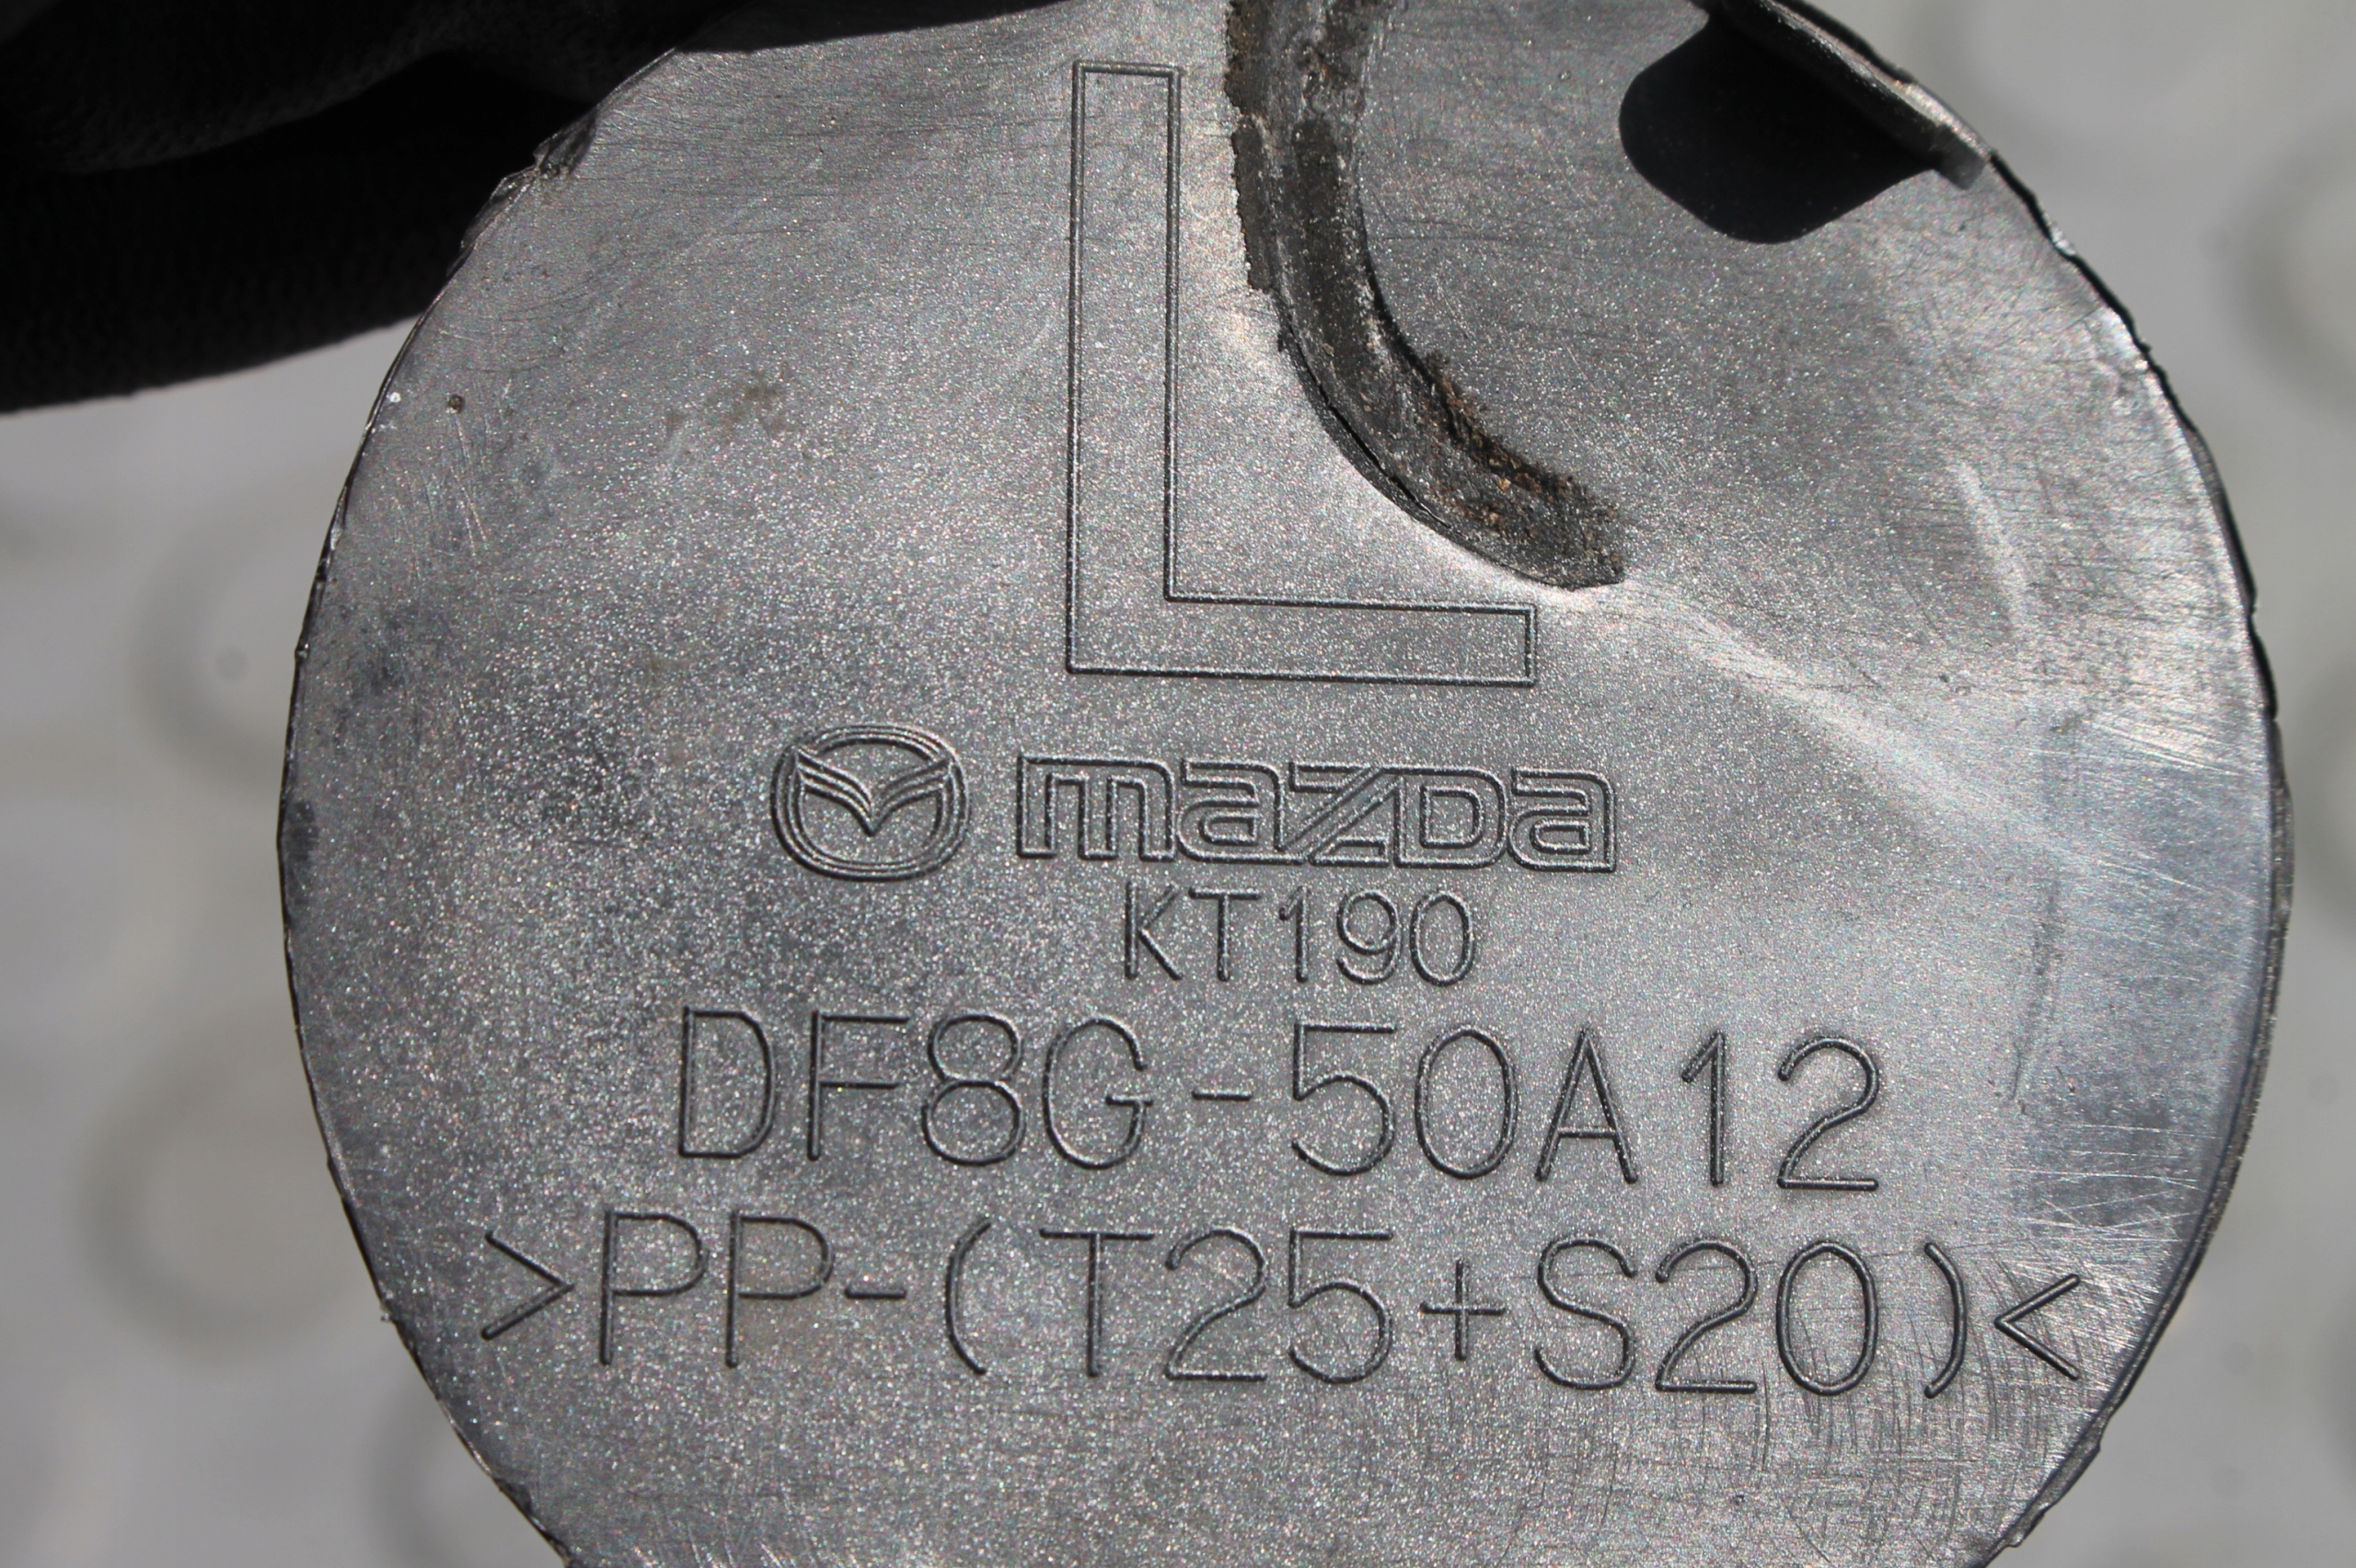 L
mazda
KT190
DF8G-50A12
>PP-(T25+S20)<